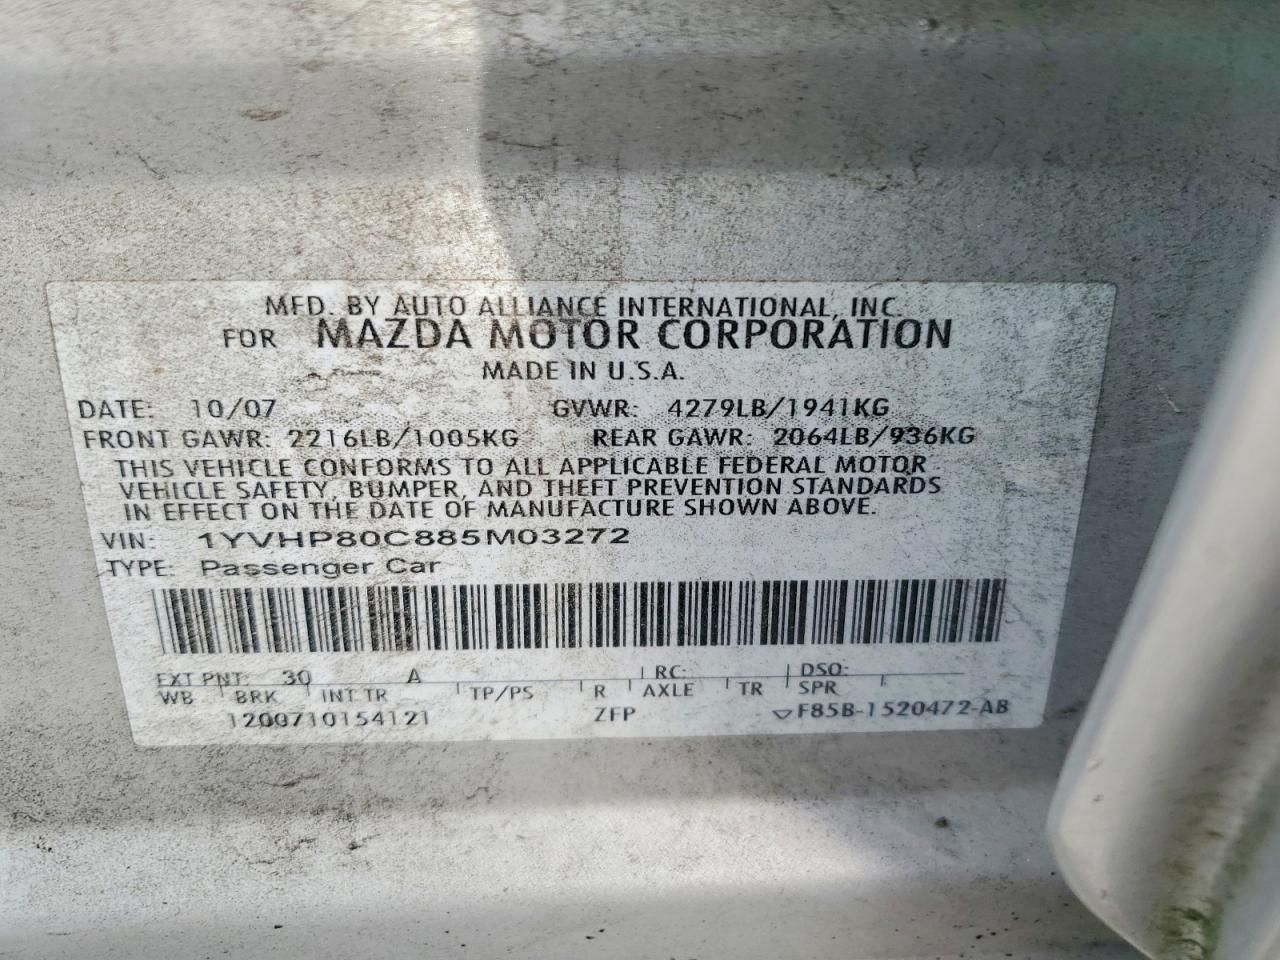 MFD. BY AUTO ALLIANCE INTERNATIONAL, INC.
FOR MAZDA MOTOR CORPORATION
MADE IN U.S.A.
DATE: 10/07 GVWR: 4279LB/1941KG
FRONT GAWR: 2216LB/1005KG REAR GAWR: 2064LB/936KG
THIS VEHICLE CONFORMS TO ALL APPLICABLE FEDERAL MOTOR
VEHICLE SAFETY, BUMPER, AND THEFT PREVENTION STANDARDS
IN EFFECT ON THE DATE OF MANUFACTURE SHOWN ABOVE.
VIN: 1YVHP80C885M03272
TYPE: Passenger Car
EXT PNT: 30 A RC: DSO:
WB BRK INT TR TP/PS R AXLE TR SPR
1200710154121 ZFP ▽F85B-1520472-AB